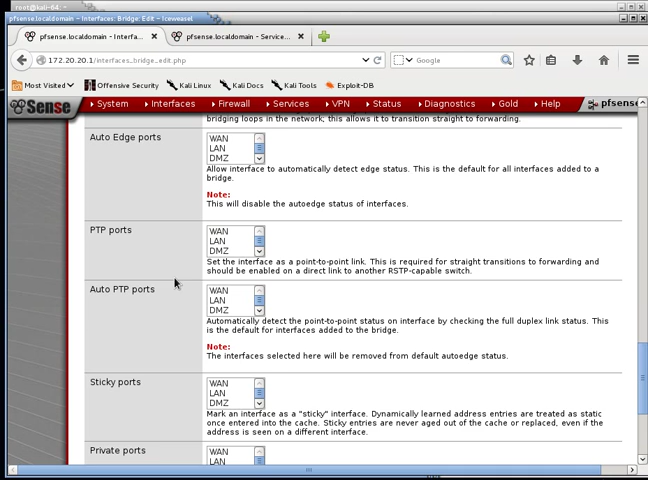 root@kali-64: ~
pfsense.localdomain - Interfaces: Bridge: Edit - Iceweasel
pfsense.localdomain - Interfa... × pfsense.localdomain - Service... ×
172.20.20.1/interfaces_bridge_edit.php
Google
Most Visited Offensive Security Kali Linux Kali Docs Kali Tools Exploit-DB
Sense System Interfaces Firewall Services VPN Status Diagnostics Gold Help pfsense
bridging loops in the network; this allows it to transition straight to forwarding.
Auto Edge ports
WAN
LAN
DMZ
Allow interface to automatically detect edge status. This is the default for all interfaces added to a
bridge.
Note:
This will disable the autoedge status of interfaces.
PTP ports
WAN
LAN
DMZ
Set the interface as a point-to-point link. This is required for straight transitions to forwarding and
should be enabled on a direct link to another RSTP-capable switch.
Auto PTP ports
WAN
LAN
DMZ
Automatically detect the point-to-point status on interface by checking the full duplex link status. This
is the default for interfaces added to the bridge.
Note:
The interfaces selected here will be removed from default autoedge status.
Sticky ports
WAN
LAN
DMZ
Mark an interface as a "sticky" interface. Dynamically learned address entries are treated as static
once entered into the cache. Sticky entries are never aged out of the cache or replaced, even if the
address is seen on a different interface.
Private ports
WAN
LAN